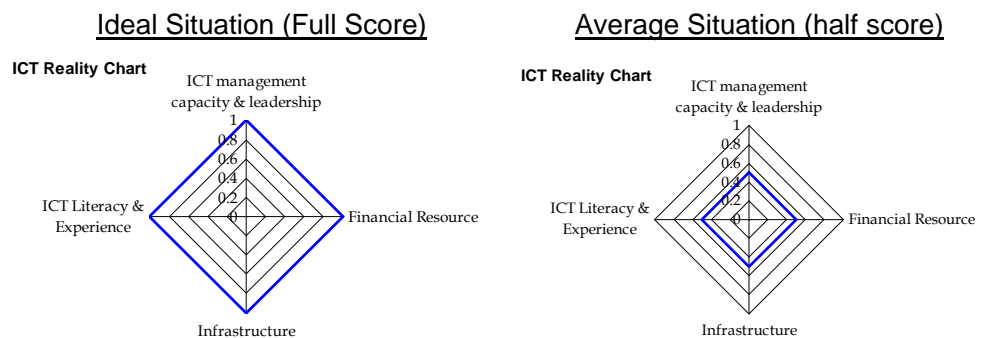 Ideal Situation (Full Score)
ICT Reality Chart
ICT management
capacity & leadership
1
0.8
0.6
0.4
0.2
0
ICT Literacy &
Experience
Financial Resource
Infrastructure
Average Situation (half score)
ICT Reality Chart
ICT management
capacity & leadership
1
0.8
0.6
0.4
0.2
0
ICT Literacy &
Experience
Financial Resource
Infrastructure